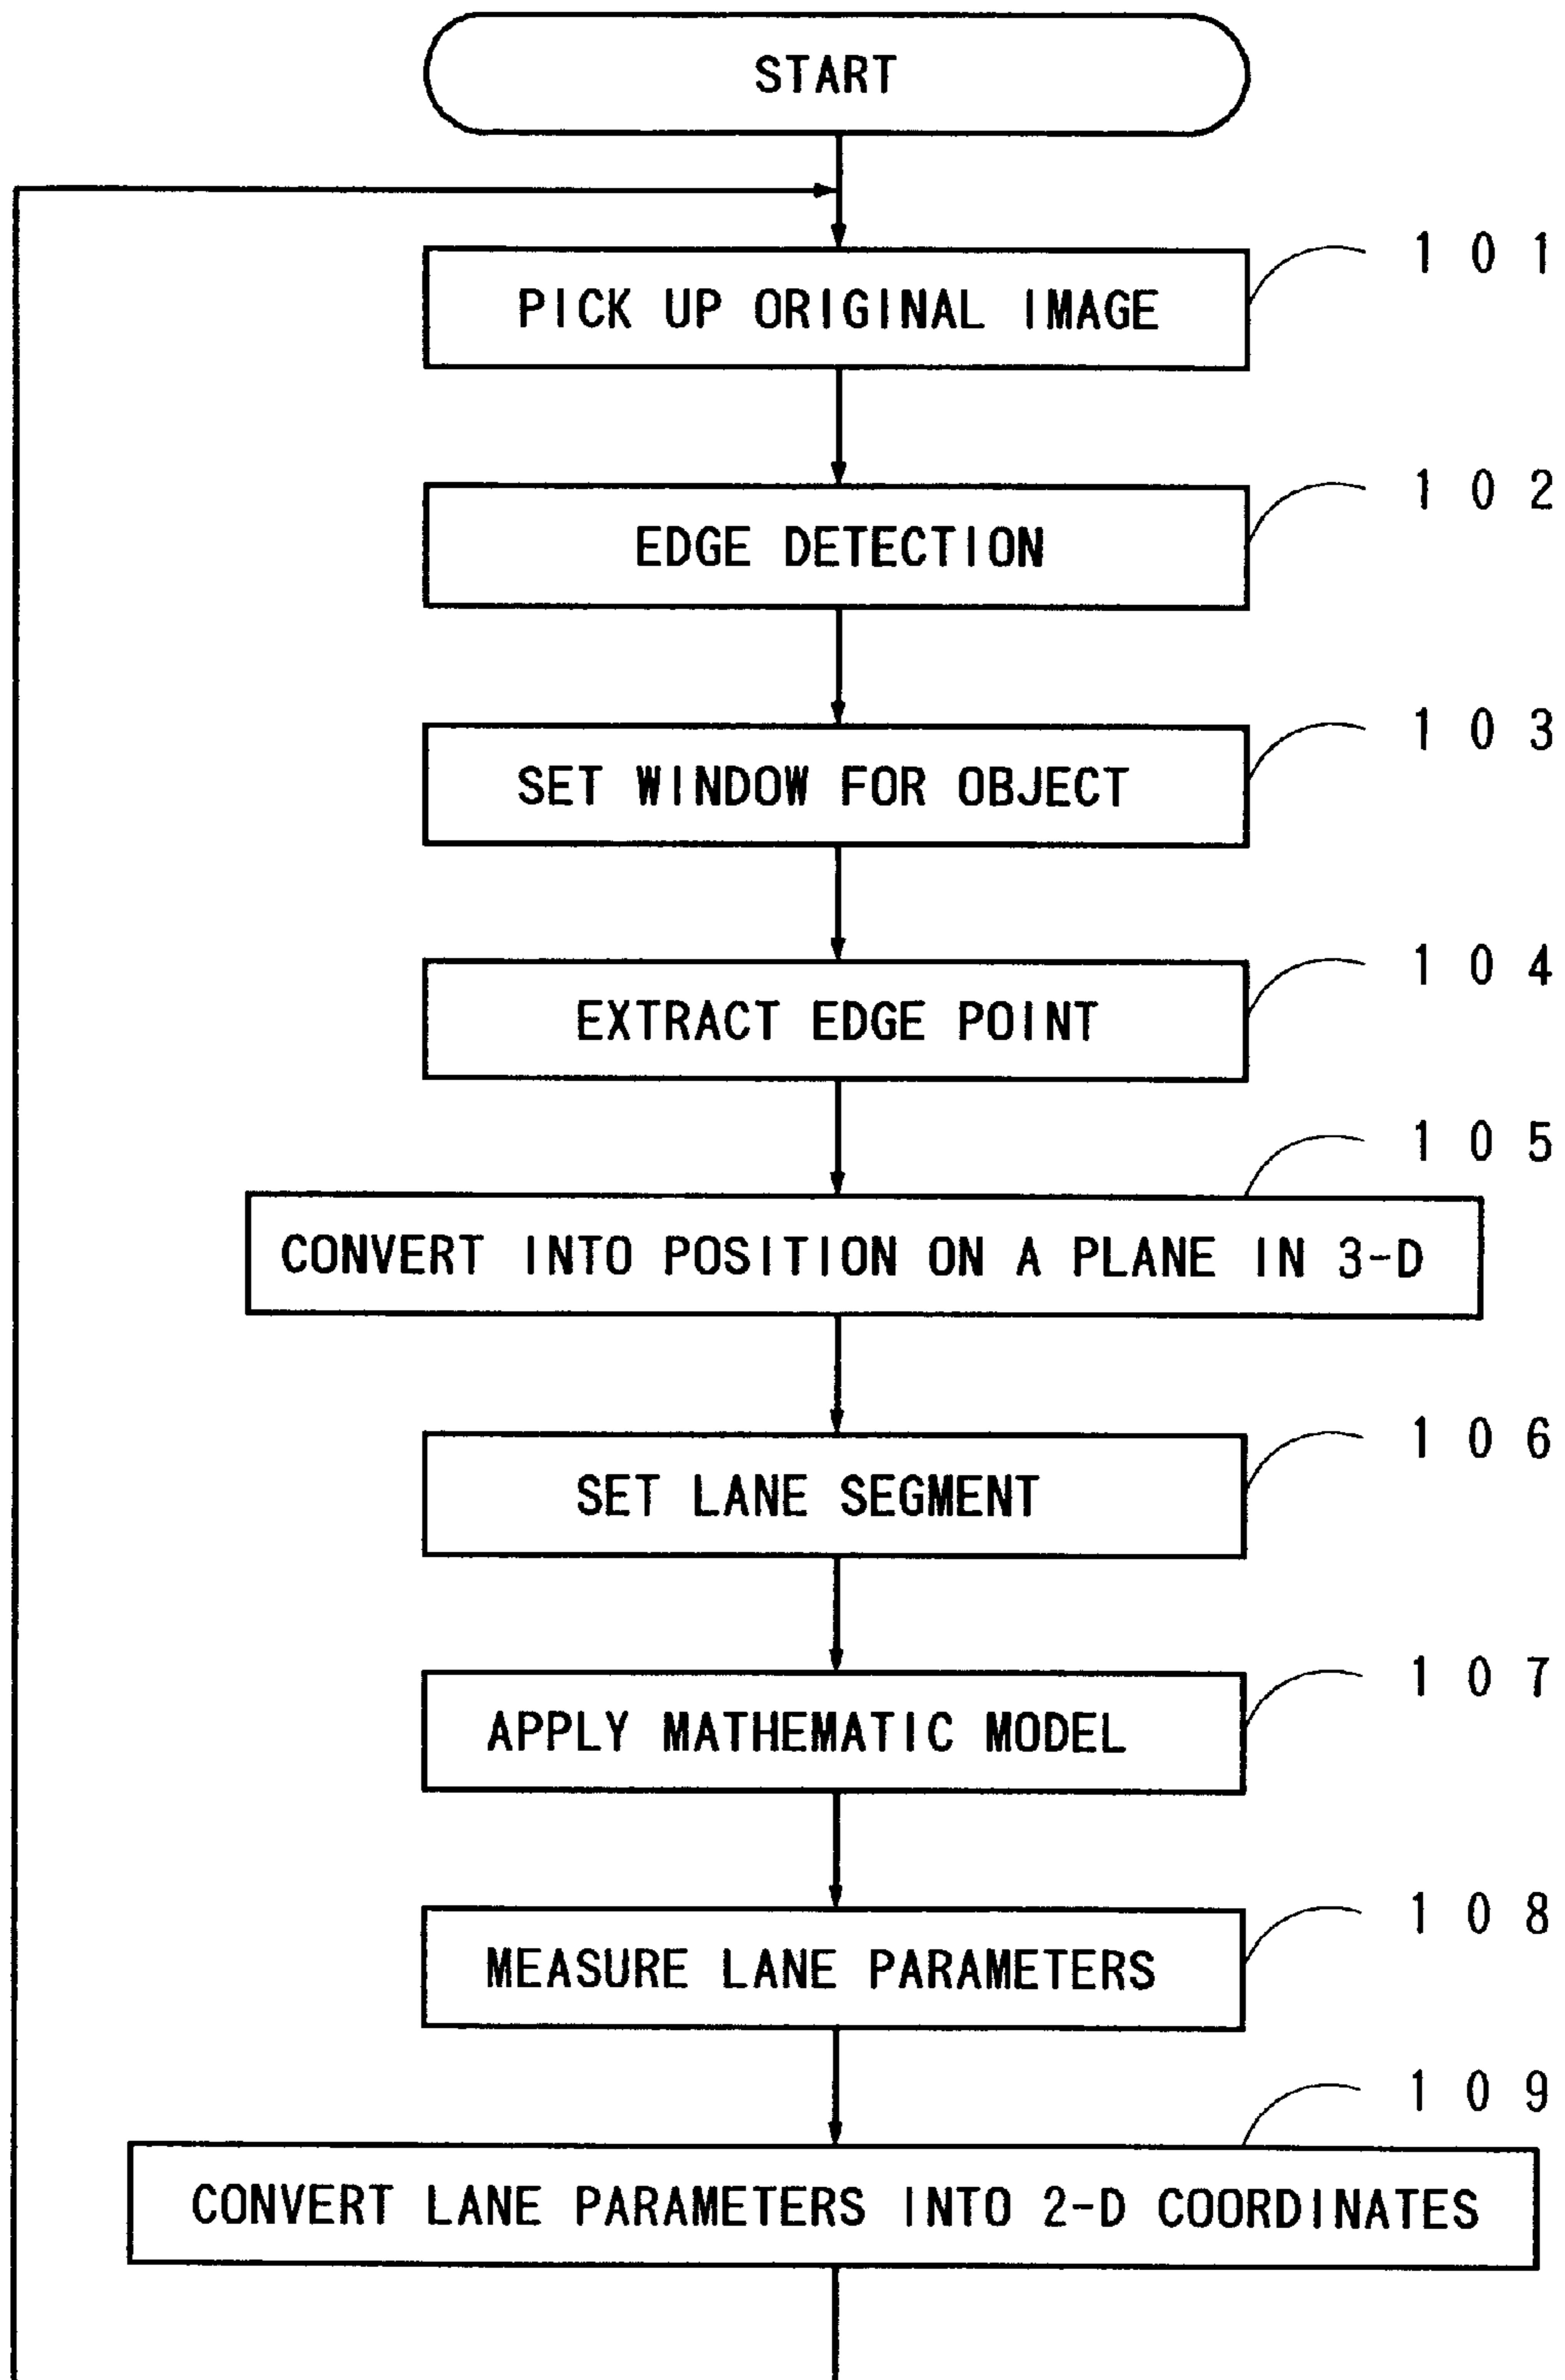 START
101
PICK UP ORIGINAL IMAGE
102
EDGE DETECTION
103
SET WINDOW FOR OBJECT
104
EXTRACT EDGE POINT
105
CONVERT INTO POSITION ON A PLANE IN 3-D
106
SET LANE SEGMENT
107
APPLY MATHEMATIC MODEL
108
MEASURE LANE PARAMETERS
109
CONVERT LANE PARAMETERS INTO 2-D COORDINATES